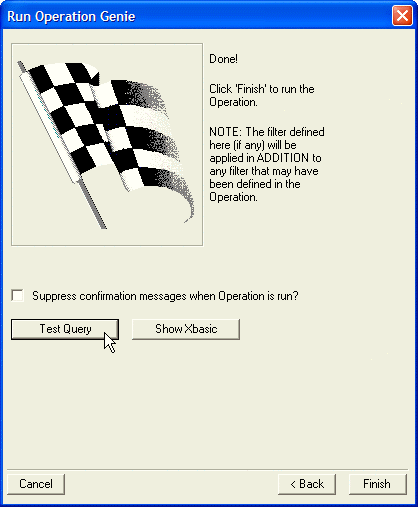 Run Operation Genie
Done!
Click 'Finish' to run the
Operation.
NOTE: The filter defined
here (if any) will be
applied in ADDITION to
any filter that may have
been defined in the
Operation.
Suppress confirmation messages when Operation is run?
Test Query
Show Xbasic
Cancel
< Back
Finish